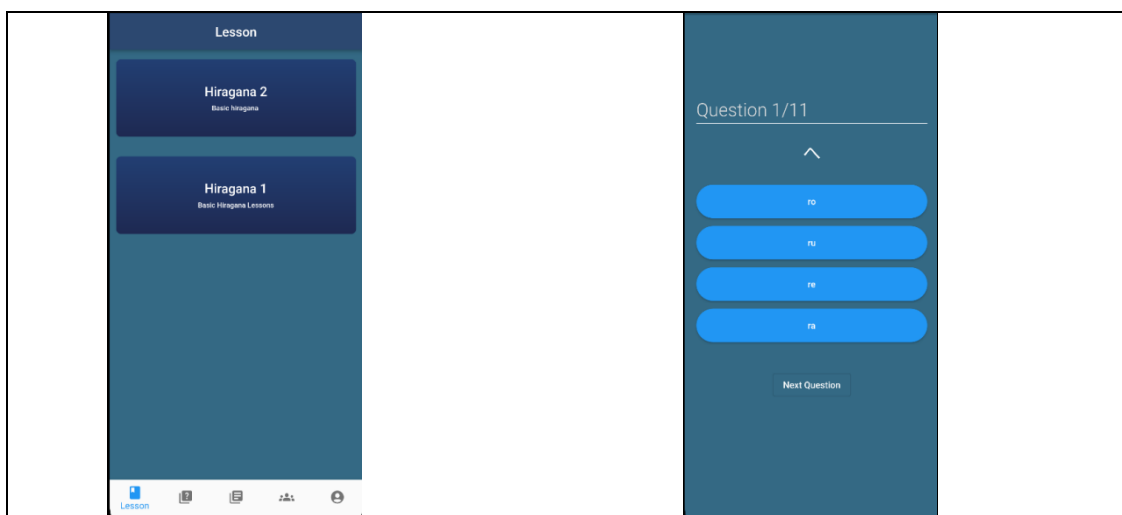 Lesson
Hiragana 2
Basic hiragana
Hiragana 1
Basic Hiragana Lessons
Lesson
Question 1/11
へ
ro
ru
re
ra
Next Question